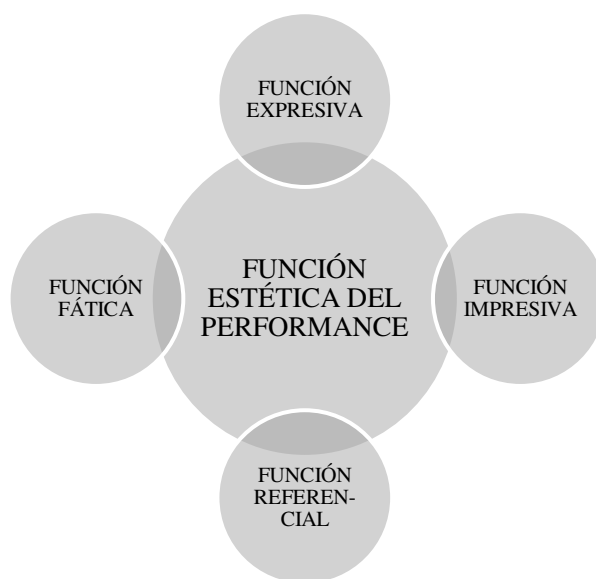 FUNCIÓN
EXPRESIVA
FUNCIÓN
ESTÉTICA DEL
PERFORMANCE
FUNCIÓN
IMPRESIVA
FUNCIÓN
REFEREN-
CIAL
FUNCIÓN
FÁTICA